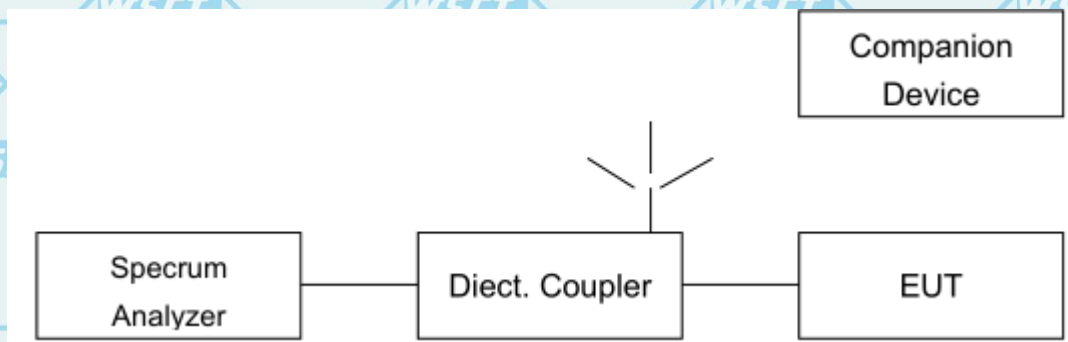 Companion
Device
Specrum
Analyzer
Diect. Coupler
EUT